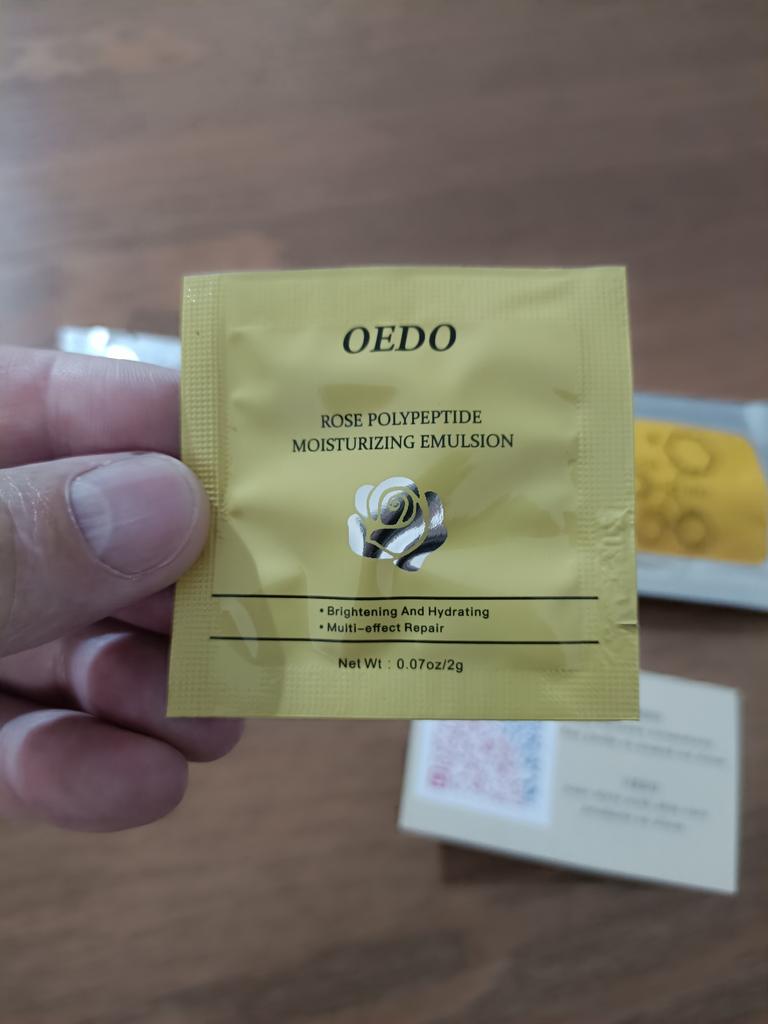 OEDO
ROSE POLYPEPTIDE
MOISTURIZING EMULSION
• Brightening And Hydrating
• Multi-effect Repair
Net Wt : 0.07oz/2g